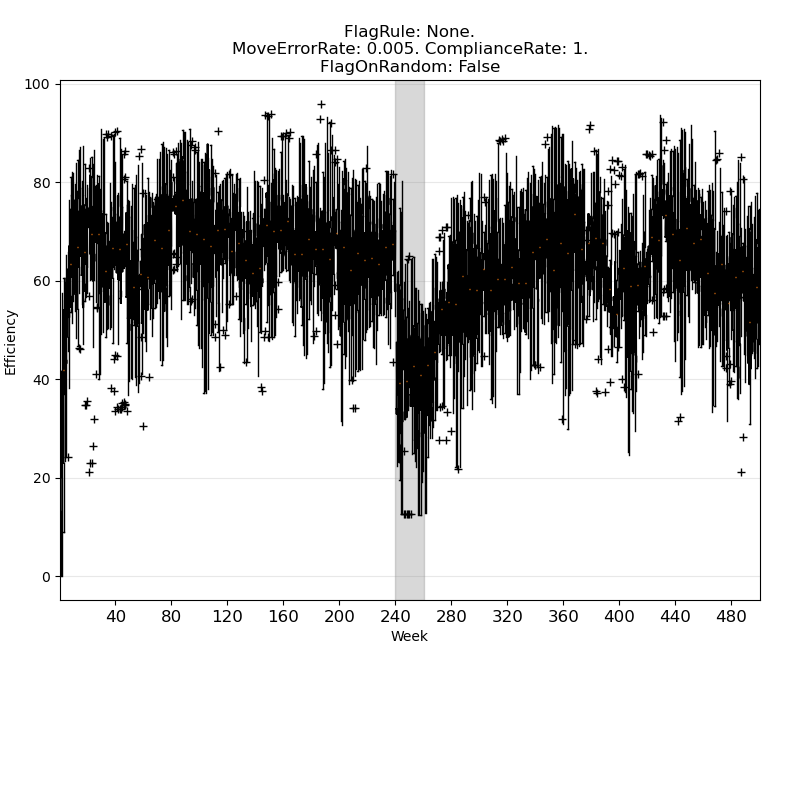 FlagRule: None.
MoveErrorRate: 0.005. ComplianceRate: 1.
FlagOnRandom: False
100
80
60
40
20
0
Efficiency
40 80 120 160 200 240 280 320 360 400 440 480
Week